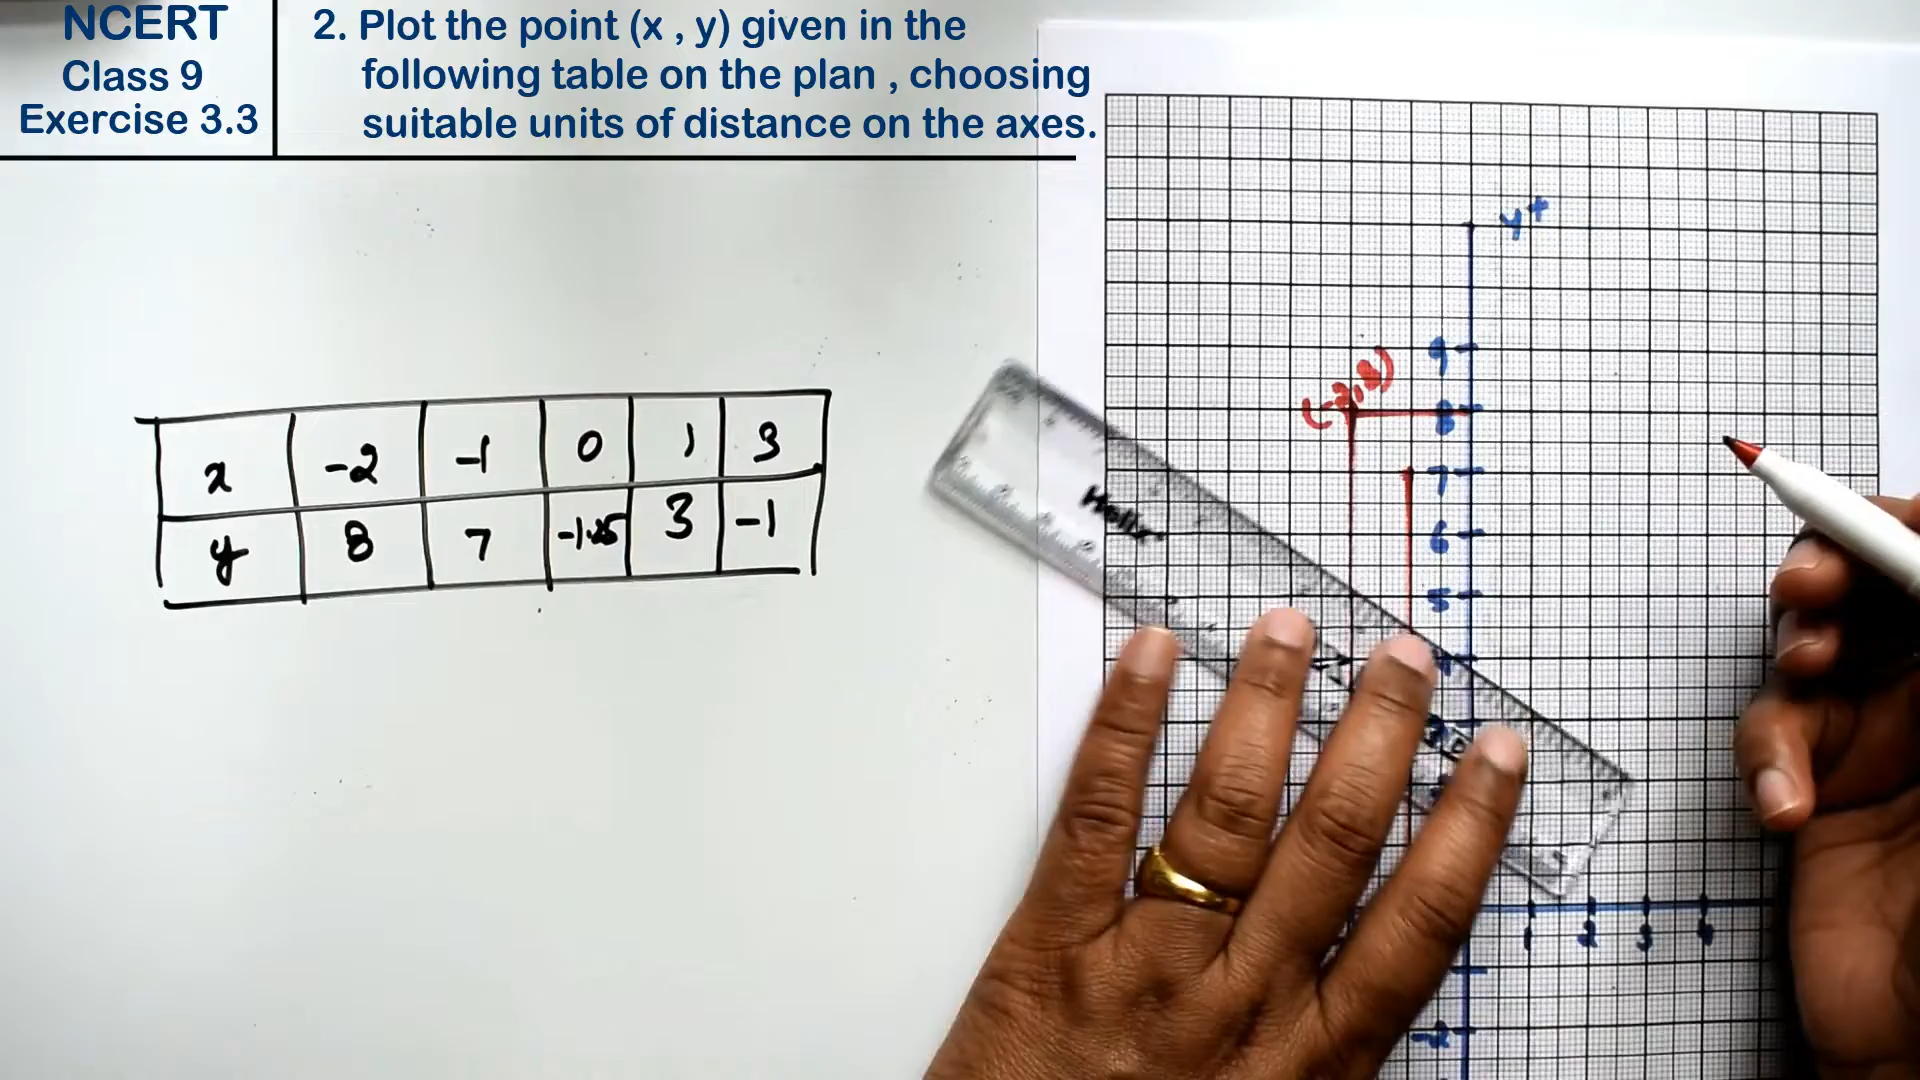 NCERT
Class 9
Exercise 3.3
2. Plot the point (x , y) given in the
following table on the plan , choosing
suitable units of distance on the axes.
x -2 -1 0 1 3
y 8 7 -1.25 3 -1
y+
9
(-2,8)
8
7
6
5
Helix
1 2 3 4
-2